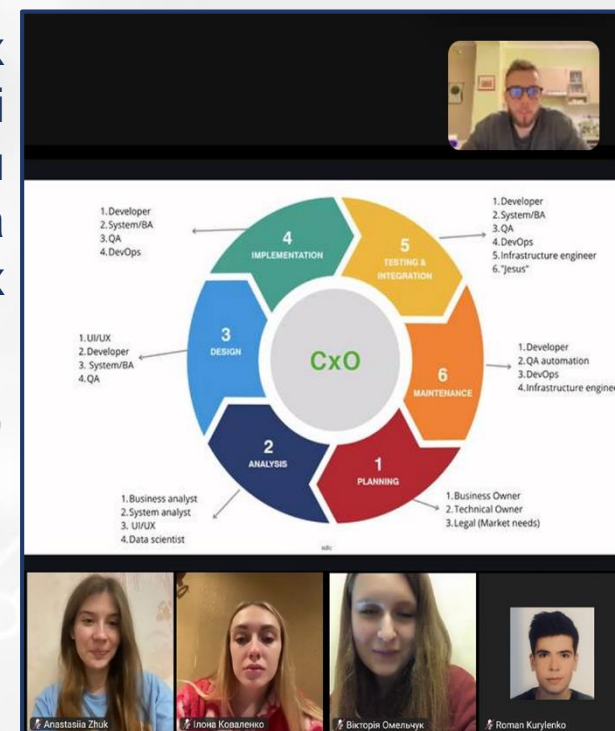 х
і
и
а
х
1.Developer
2.System/BA
3.QA
4.DevOps
4
IMPLEMENTATION
5
TESTING &
INTEGRATION
1.Developer
2.System/BA
3.QA
4.DevOps
5.Infrastructure engineer
6."Jesus"
1.UI/UX
2.Developer
3. System/BA
4.QA
3
DESIGN
CxO
6
MAINTENANCE
1.Developer
2.QA automation
3.DevOps
4.Infrastructure enginee
2
ANALYSIS
1
PLANNING
1.Business analyst
2.System analyst
3. UI/UX
4.Data scientist
1.Business Owner
2.Technical Owner
3.Legal (Market needs)
sdlc
Anastasiia Zhuk
Ілона Коваленко
Вікторія Омельчук
Roman Kurylenko